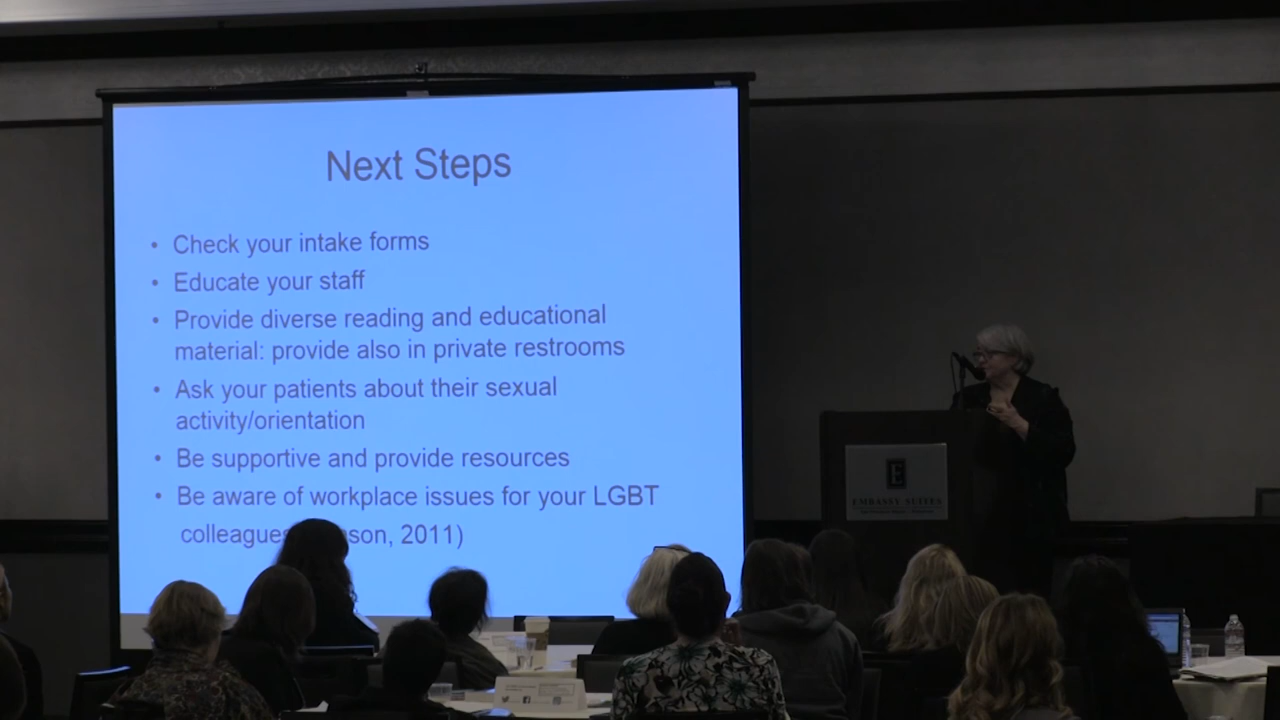 Next Steps
• Check your intake forms
• Educate your staff
• Provide diverse reading and educational
material: provide also in private restrooms
• Ask your patients about their sexual
activity/orientation
• Be supportive and provide resources
• Be aware of workplace issues for your LGBT
colleagues son, 2011)
E
EMBASSY SUITES